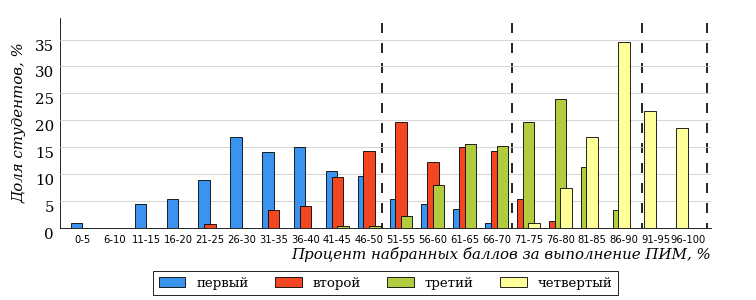 Доля студентов, %
35
30
25
20
15
10
5
0
0-5 6-10 11-15 16-20 21-25 26-30 31-35 36-40 41-45 46-50 51-55 56-60 61-65 66-70 71-75 76-80 81-85 86-90 91-95 96-100
Процент набранных баллов за выполнение ПИМ, %
первый второй третий четвертый